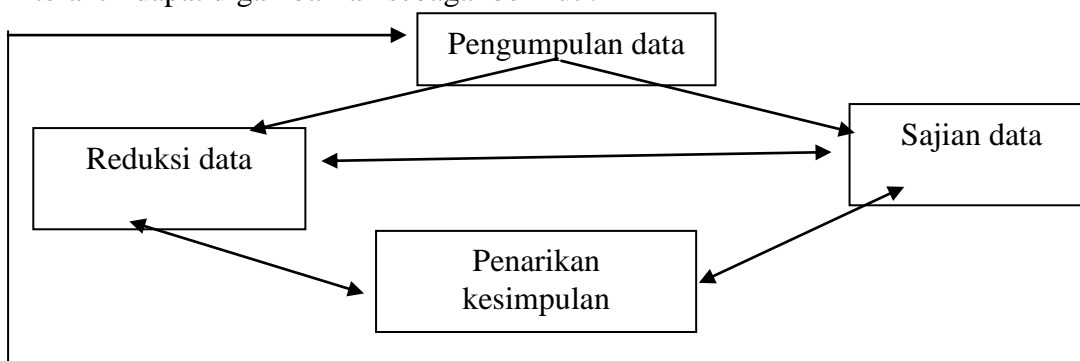 Pengumpulan data
Sajian data
Reduksi data
Penarikan
kesimpulan